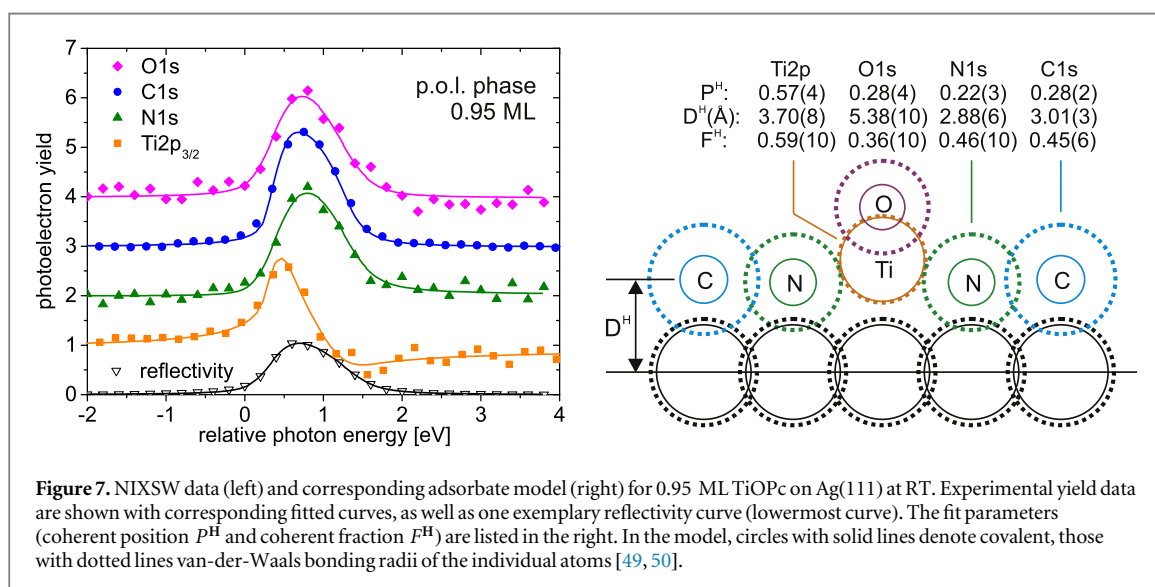 7
6
5
4
3
2
1
0
photoelectron yield
O1s
C1s
N1s
Ti2p3/2
p.o.l. phase
0.95 ML
reflectivity
-2 -1 0 1 2 3 4
relative photon energy [eV]
Ti2p O1s N1s C1s
P^H: 0.57(4) 0.28(4) 0.22(3) 0.28(2)
D^H(Å): 3.70(8) 5.38(10) 2.88(6) 3.01(3)
F^H: 0.59(10) 0.36(10) 0.46(10) 0.45(6)
O
Ti
C N N C
D^H
Figure 7. NIXSW data (left) and corresponding adsorbate model (right) for 0.95 ML TiOPc on Ag(111) at RT. Experimental yield data
are shown with corresponding fitted curves, as well as one exemplary reflectivity curve (lowermost curve). The fit parameters
(coherent position P^H and coherent fraction F^H) are listed in the right. In the model, circles with solid lines denote covalent, those
with dotted lines van-der-Waals bonding radii of the individual atoms [49, 50].